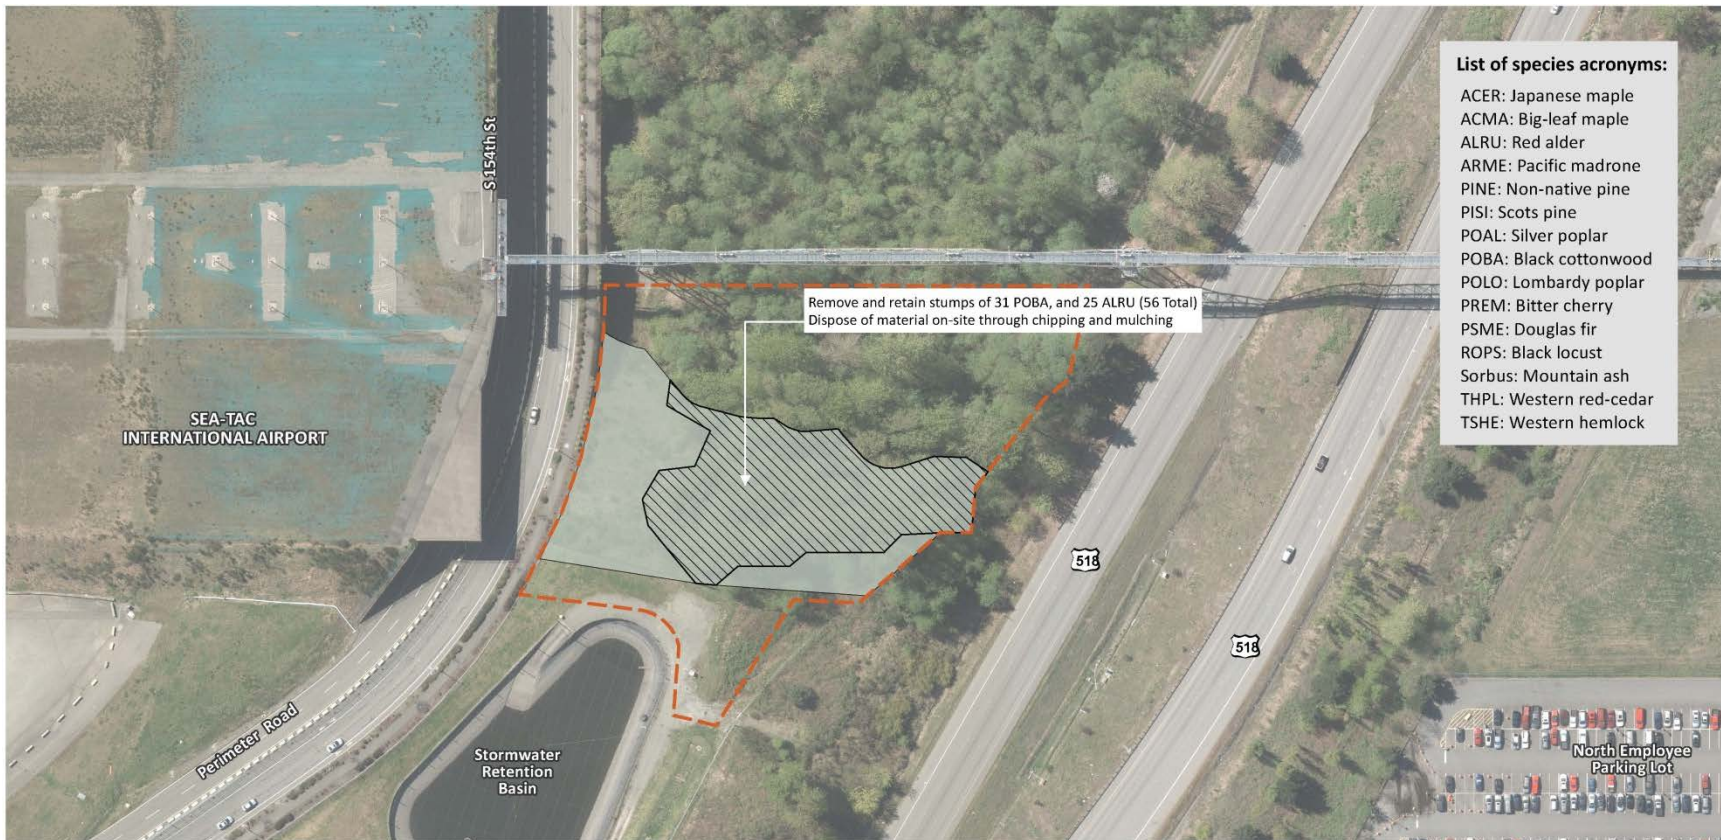 List of species acronyms:
ACER: Japanese maple
ACMA: Big-leaf maple
ALRU: Red alder
ARME: Pacific madrone
PINE: Non-native pine
PISI: Scots pine
POAL: Silver poplar
POBA: Black cottonwood
POLO: Lombardy poplar
PREM: Bitter cherry
PSME: Douglas fir
ROPS: Black locust
Sorbus: Mountain ash
THPL: Western red-cedar
TSHE: Western hemlock
S 154th St
Remove and retain stumps of 31 POBA, and 25 ALRU (56 Total)
Dispose of material on-site through chipping and mulching
SEA-TAC
INTERNATIONAL AIRPORT
518
518
Perimeter Road
Stormwater
Retention
Basin
North Employee
Parking Lot